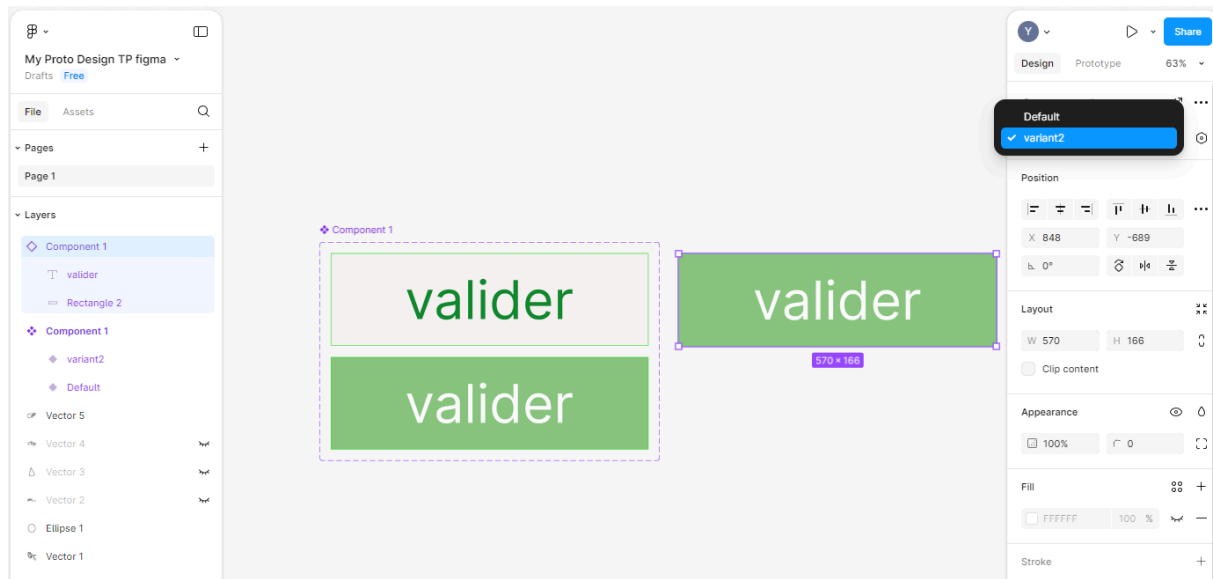 My Proto Design TP figma
Drafts Free
File Assets
Pages
Page 1
Layers
Component 1
valider
Rectangle 2
Component 1
variant2
Default
Vector 5
Vector 4
Vector 3
Vector 2
Ellipse 1
Vector 1
Component 1
valider
valider
valider
570 × 166
Y Share
Design Prototype 63%
Default
variant2
Position
X 848 Y -689
0°
Layout
W 570 H 166
Clip content
Appearance
100% 0
Fill
FFFFFF 100 %
Stroke